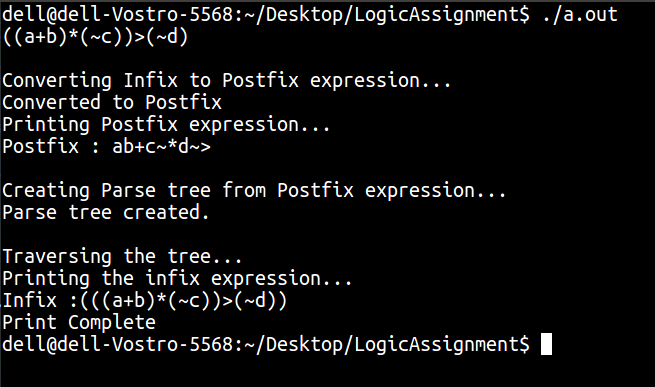 dell@dell-Vostro-5568:~/Desktop/LogicAssignment$ ./a.out
((a+b)*(~c))>(~d)
Converting Infix to Postfix expression...
Converted to Postfix
Printing Postfix expression...
Postfix : ab+c~*d~>
Creating Parse tree from Postfix expression...
Parse tree created.
Traversing the tree...
Printing the infix expression...
Infix :(((a+b)*(~c))>(~d))
Print Complete
dell@dell-Vostro-5568:~/Desktop/LogicAssignment$